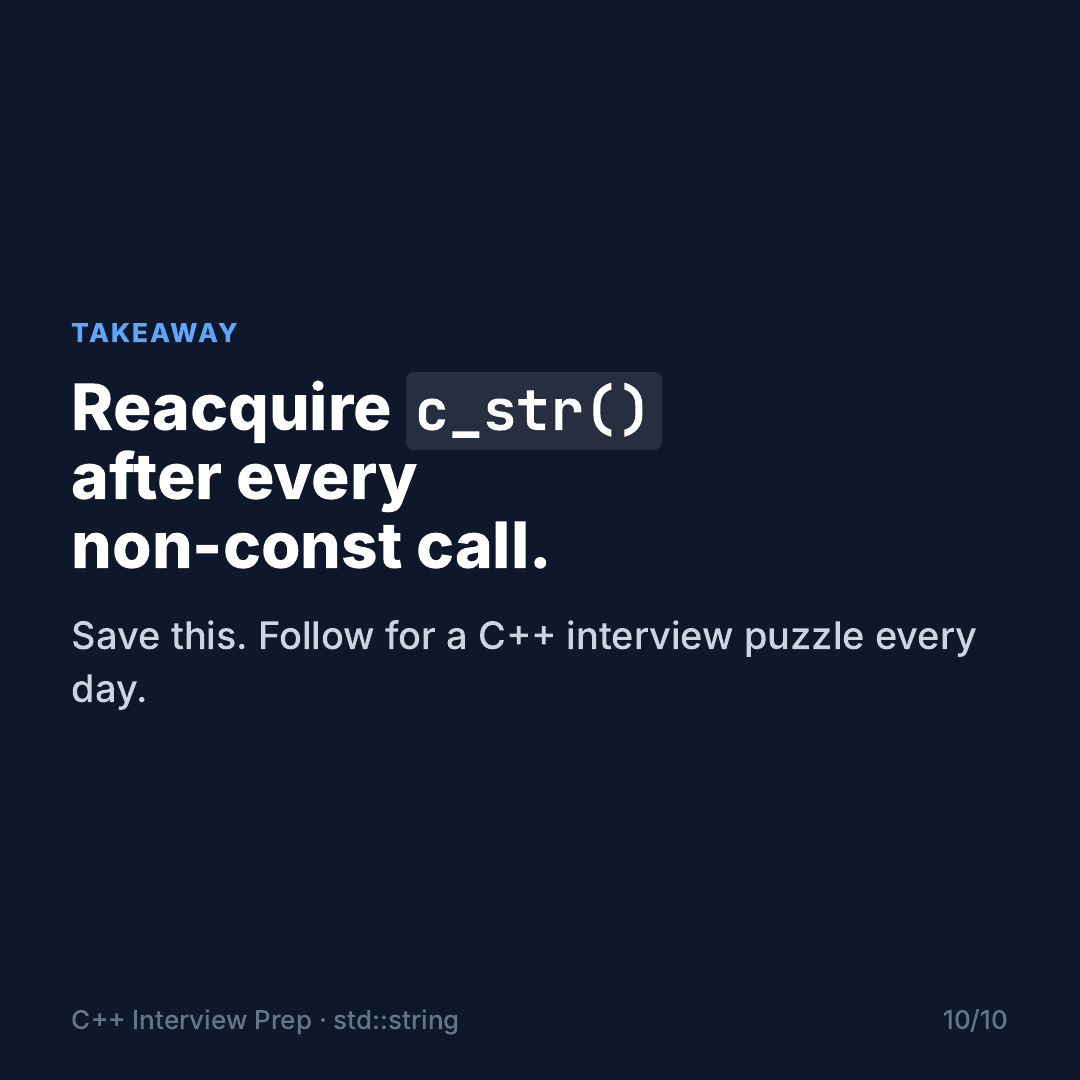 TAKEAWAY
Reacquire c_str()
after every
non-const call.
Save this. Follow for a C++ interview puzzle every
day.
C++ Interview Prep · std::string
10/10